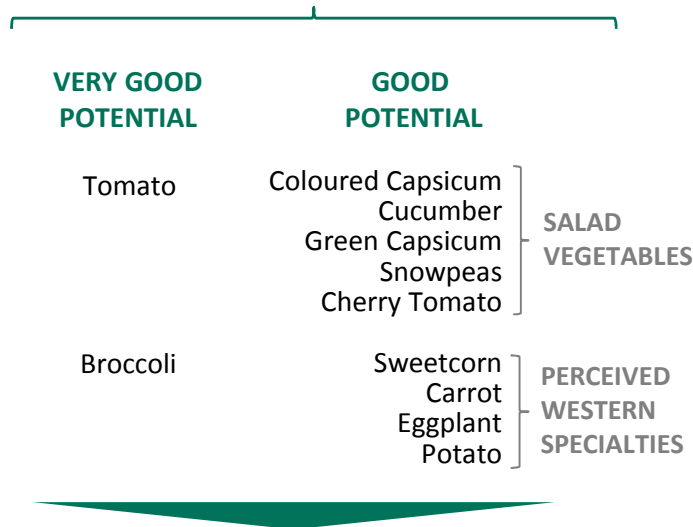 VERY GOOD
POTENTIAL
GOOD
POTENTIAL
Tomato
Coloured Capsicum
Cucumber
Green Capsicum
Snowpeas
Cherry Tomato
SALAD
VEGETABLES
Broccoli
Sweetcorn
Carrot
Eggplant
Potato
PERCEIVED
WESTERN
SPECIALTIES